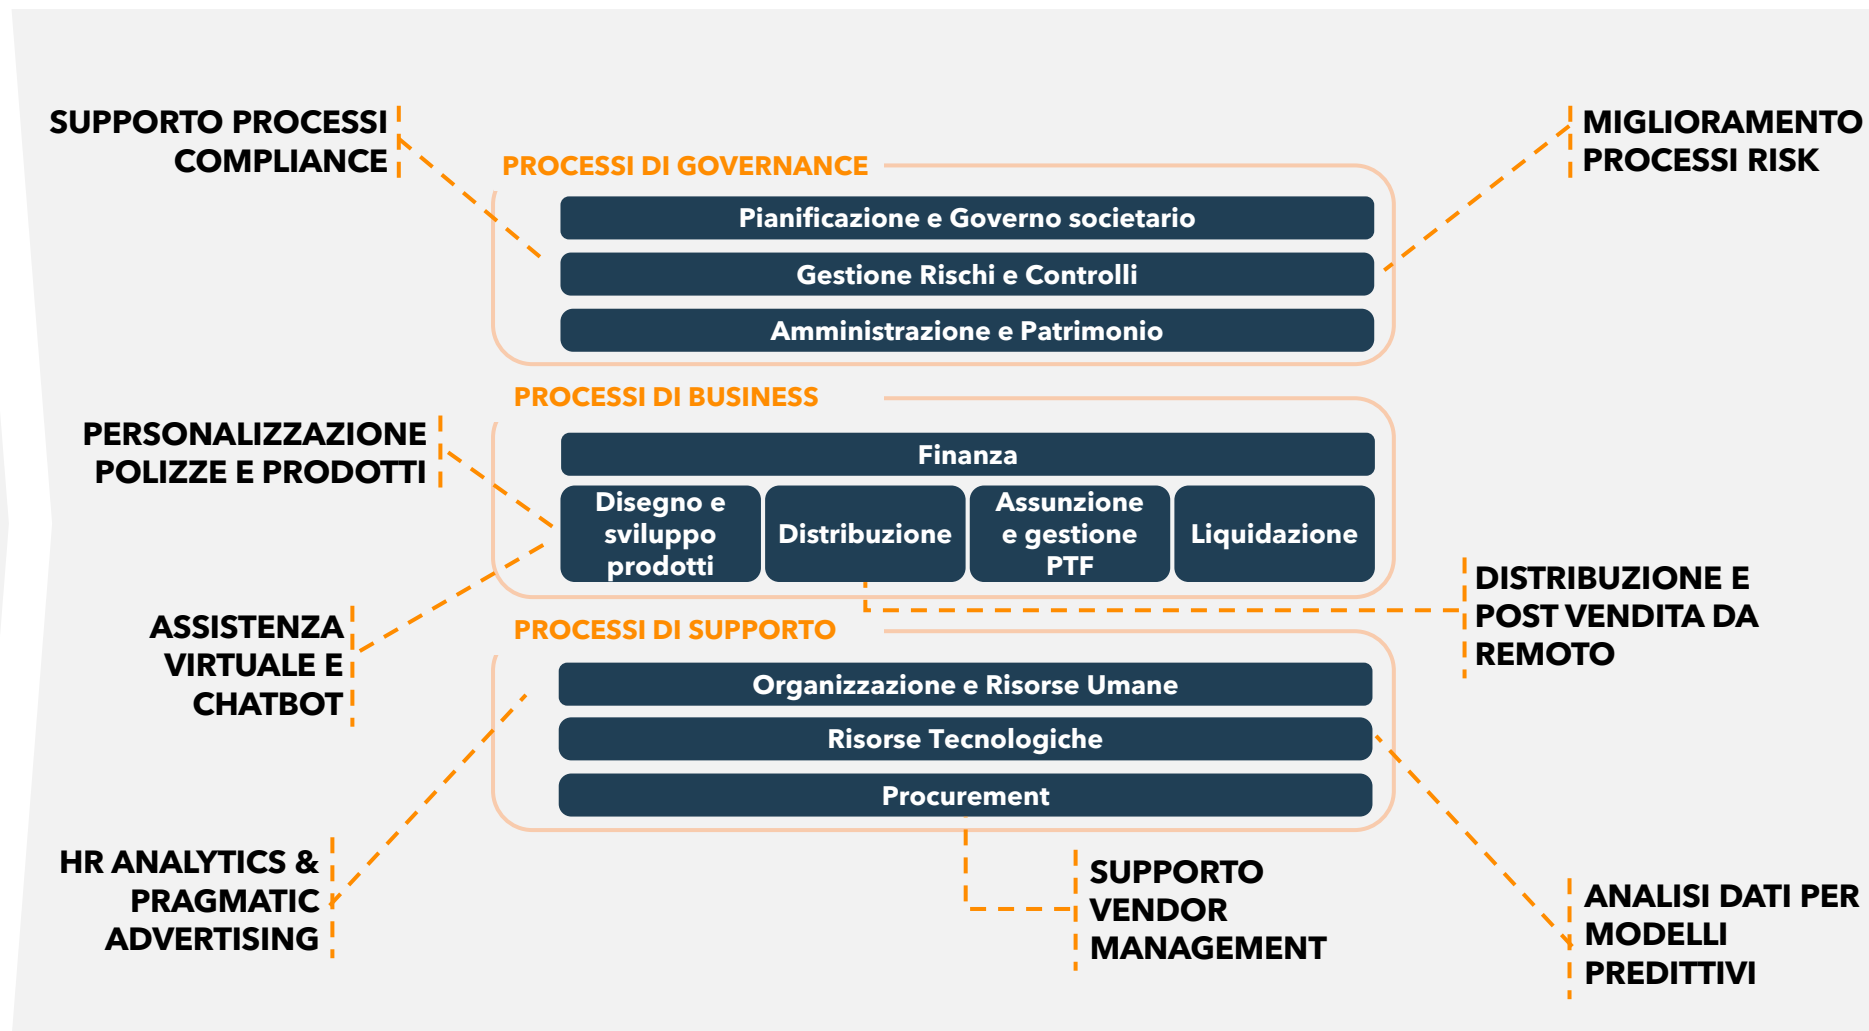 SUPPORTO PROCESSI
COMPLIANCE
MIGLIORAMENTO
PROCESSI RISK
PROCESSI DI GOVERNANCE
Pianificazione e Governo societario
Gestione Rischi e Controlli
Amministrazione e Patrimonio
PROCESSI DI BUSINESS
PERSONALIZZAZIONE
POLIZZE E PRODOTTI
Finanza
Disegno e
sviluppo
prodotti
Distribuzione
Assunzione
e gestione
PTF
Liquidazione
DISTRIBUZIONE E
POST VENDITA DA
REMOTO
ASSISTENZA
VIRTUALE E
CHATBOT
PROCESSI DI SUPPORTO
Organizzazione e Risorse Umane
Risorse Tecnologiche
Procurement
HR ANALYTICS &
PRAGMATIC
ADVERTISING
SUPPORTO
VENDOR
MANAGEMENT
ANALISI DATI PER
MODELLI
PREDITTIVI